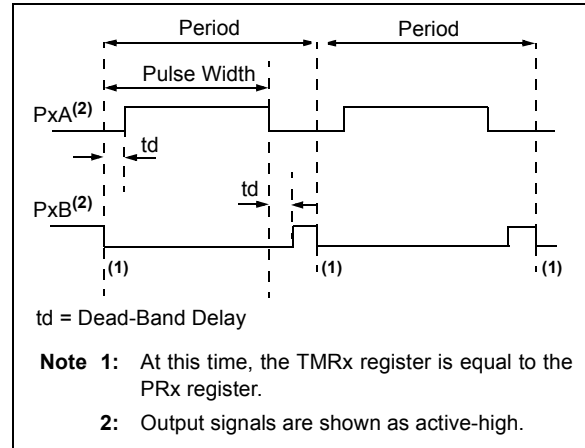 Period Period
Pulse Width
PxA(2)
td
td
PxB(2)
(1) (1) (1)
td = Dead-Band Delay
Note 1: At this time, the TMRx register is equal to the
PRx register.
2: Output signals are shown as active-high.